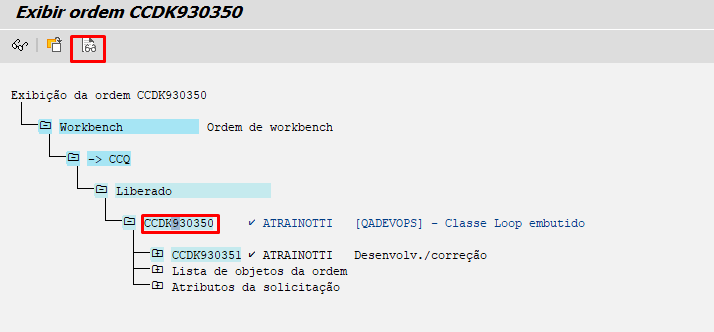 Exibir ordem CCDK930350
Exibição da ordem CCDK930350
Workbench Ordem de workbench
-> CCQ
Liberado
CCDK930350 ✔ ATRAINOTTI [QADEVOPS] - Classe Loop embutido
CCDK930351 ✔ ATRAINOTTI Desenvolv./correção
Lista de objetos da ordem
Atributos da solicitação